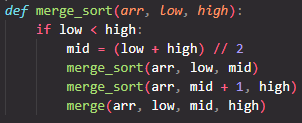 def merge_sort(arr, low, high):
    if low < high:
        mid = (low + high) // 2
        merge_sort(arr, low, mid)
        merge_sort(arr, mid + 1, high)
        merge(arr, low, mid, high)